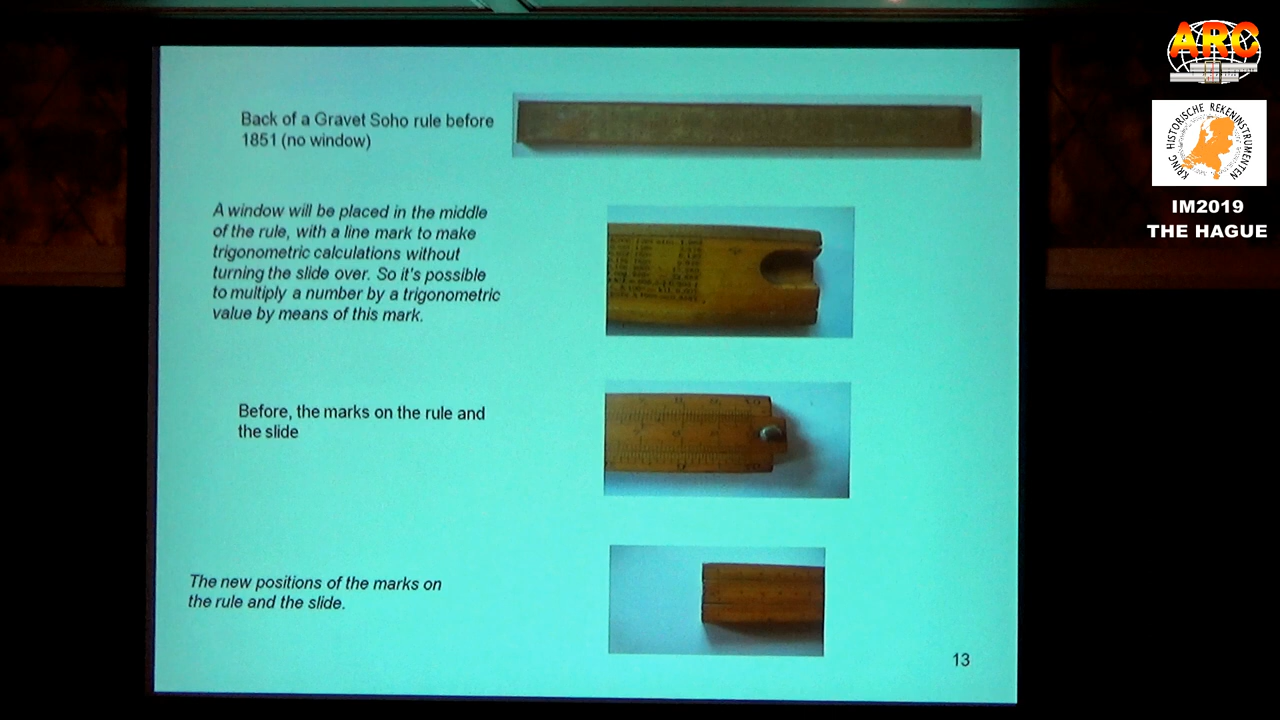 Back of a Gravet Soho rule before
1851 (no window)
A window will be placed in the middle
of the rule, with a line mark to make
trigonometric calculations without
turning the slide over. So it's possible
to multiply a number by a trigonometric
value by means of this mark.
Before, the marks on the rule and
the slide
The new positions of the marks on
the rule and the slide.
13
ARC
KRING HISTORISCHE REKENINSTRUMENTEN
IM2019
THE HAGUE